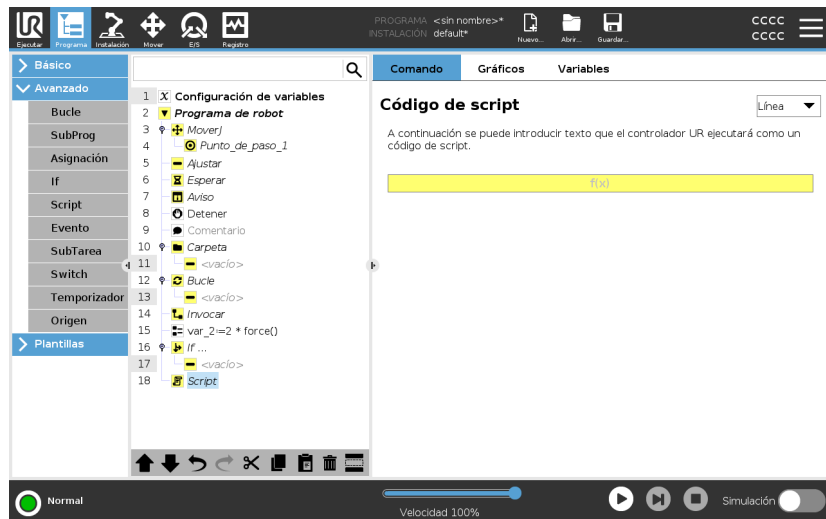 PROGRAMA <sin nombre>*
INSTALACIÓN default*
cccc
cccc
Ejecutar Programa Instalación Mover E/S Registro Nuevo... Abrir... Guardar...
Básico
Avanzado
Bucle
SubProg
Asignación
If
Script
Evento
SubTarea
Switch
Temporizador
Origen
Plantillas
1 X Configuración de variables
2 Programa de robot
3 MoverJ
4 Punto_de_paso_1
5 Ajustar
6 Esperar
7 Aviso
8 Detener
9 Comentario
10 Carpeta
11 <vacío>
12 Bucle
13 <vacío>
14 Invocar
15 var_2≔2 * force()
16 If ...
17 <vacío>
18 Script
Comando Gráficos Variables
Código de script
Línea
A continuación se puede introducir texto que el controlador UR ejecutará como un
código de script.
f(x)
Normal
Velocidad 100%
Simulación